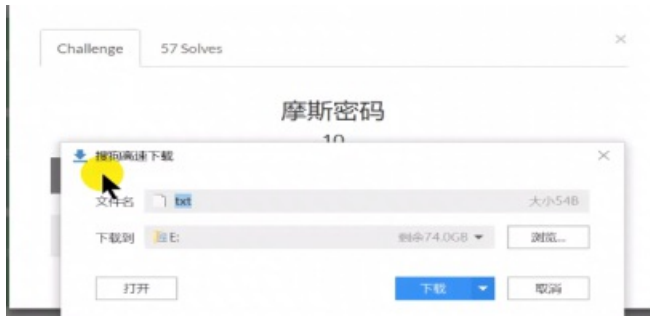 Challenge 57 Solves
摩斯密码
10
搜狗高速下载
文件名 txt 大小54B
下载到 E: 剩余74.0GB 浏览...
打开 下载 取消